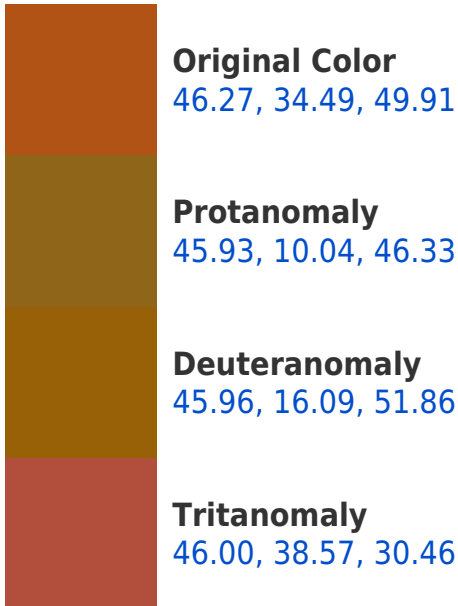 Original Color
46.27, 34.49, 49.91
Protanomaly
45.93, 10.04, 46.33
Deuteranomaly
45.96, 16.09, 51.86
Tritanomaly
46.00, 38.57, 30.46